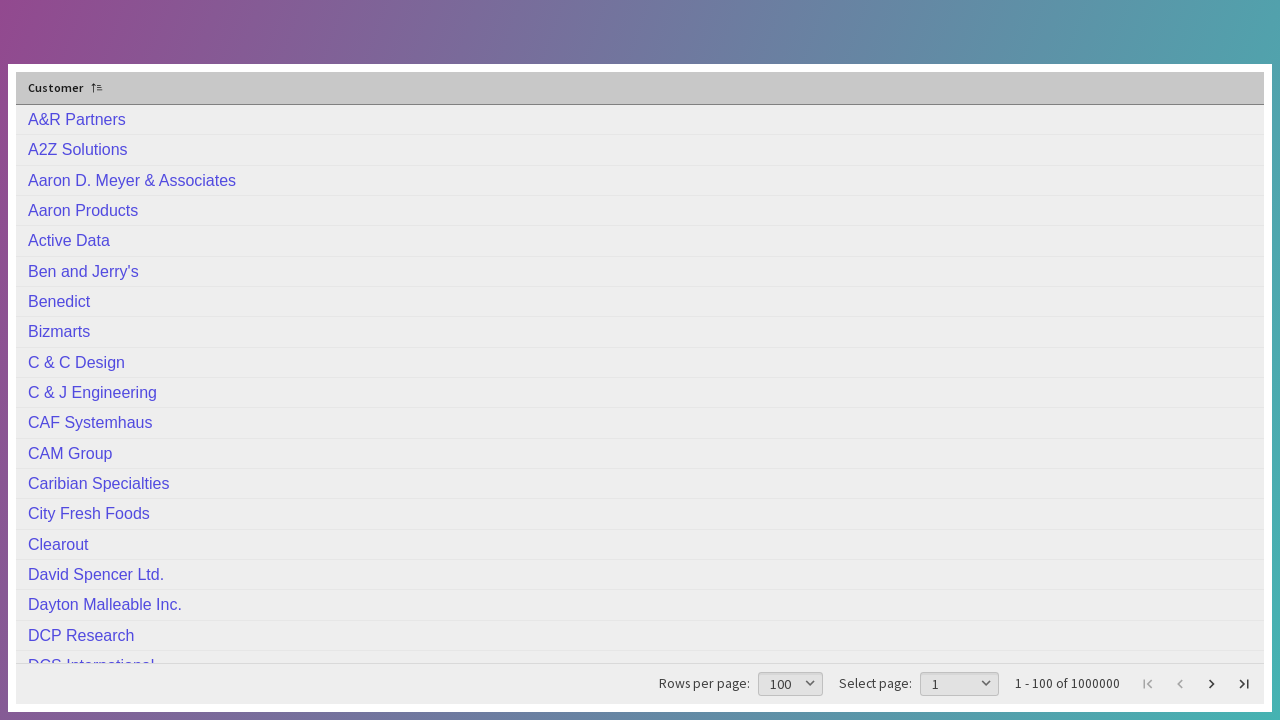 Customer
A&R Partners
A2Z Solutions
Aaron D. Meyer & Associates
Aaron Products
Active Data
Ben and Jerry's
Benedict
Bizmarts
C & C Design
C & J Engineering
CAF Systemhaus
CAM Group
Caribian Specialties
City Fresh Foods
Clearout
David Spencer Ltd.
Dayton Malleable Inc.
DCP Research
DCS International
Rows per page: 100 Select page: 1 1 - 100 of 1000000